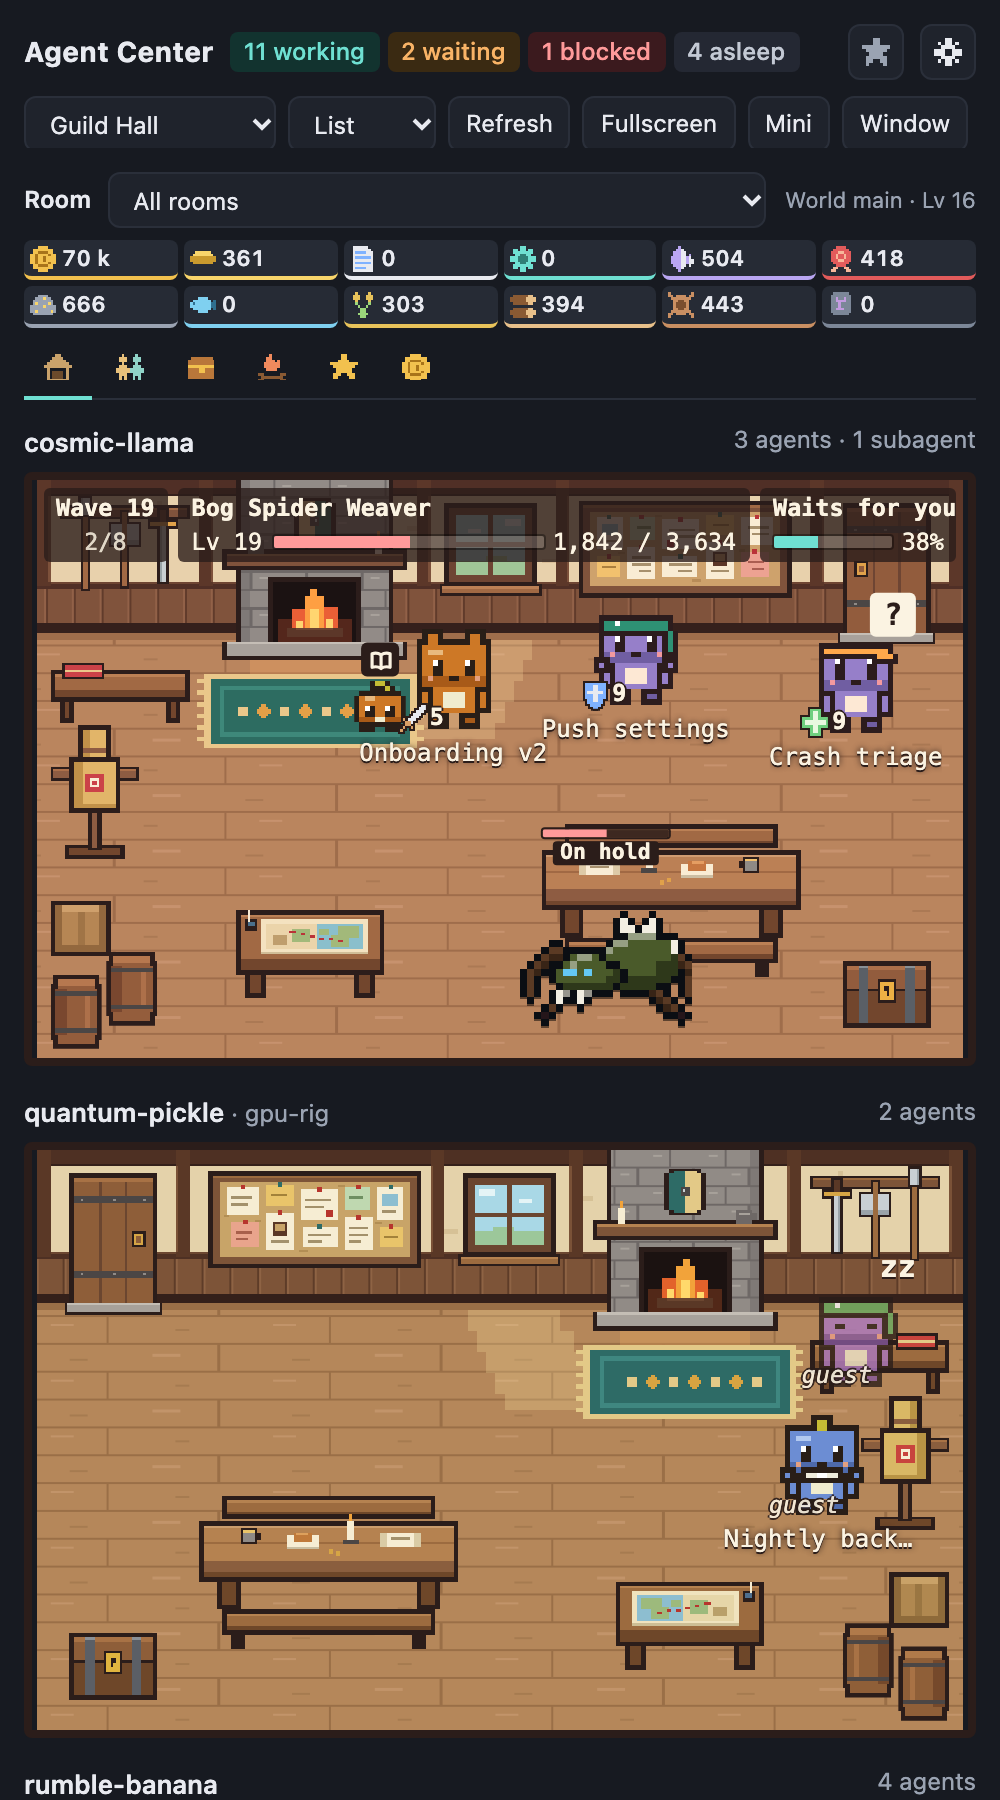 Agent Center
11 working
2 waiting
1 blocked
4 asleep
Guild Hall
List
Refresh
Fullscreen
Mini
Window
Room
All rooms
World main · Lv 16
70 k
361
0
0
504
418
666
0
303
394
443
0
cosmic-llama
3 agents · 1 subagent
Wave 19
2/8
Bog Spider Weaver
Lv 19
1,842 / 3,634
Waits for you
38%
?
5
Onboarding v2
9
Push settings
9
Crash triage
On hold
quantum-pickle · gpu-rig
2 agents
zz
guest
guest
Nightly back…
rumble-banana
4 agents